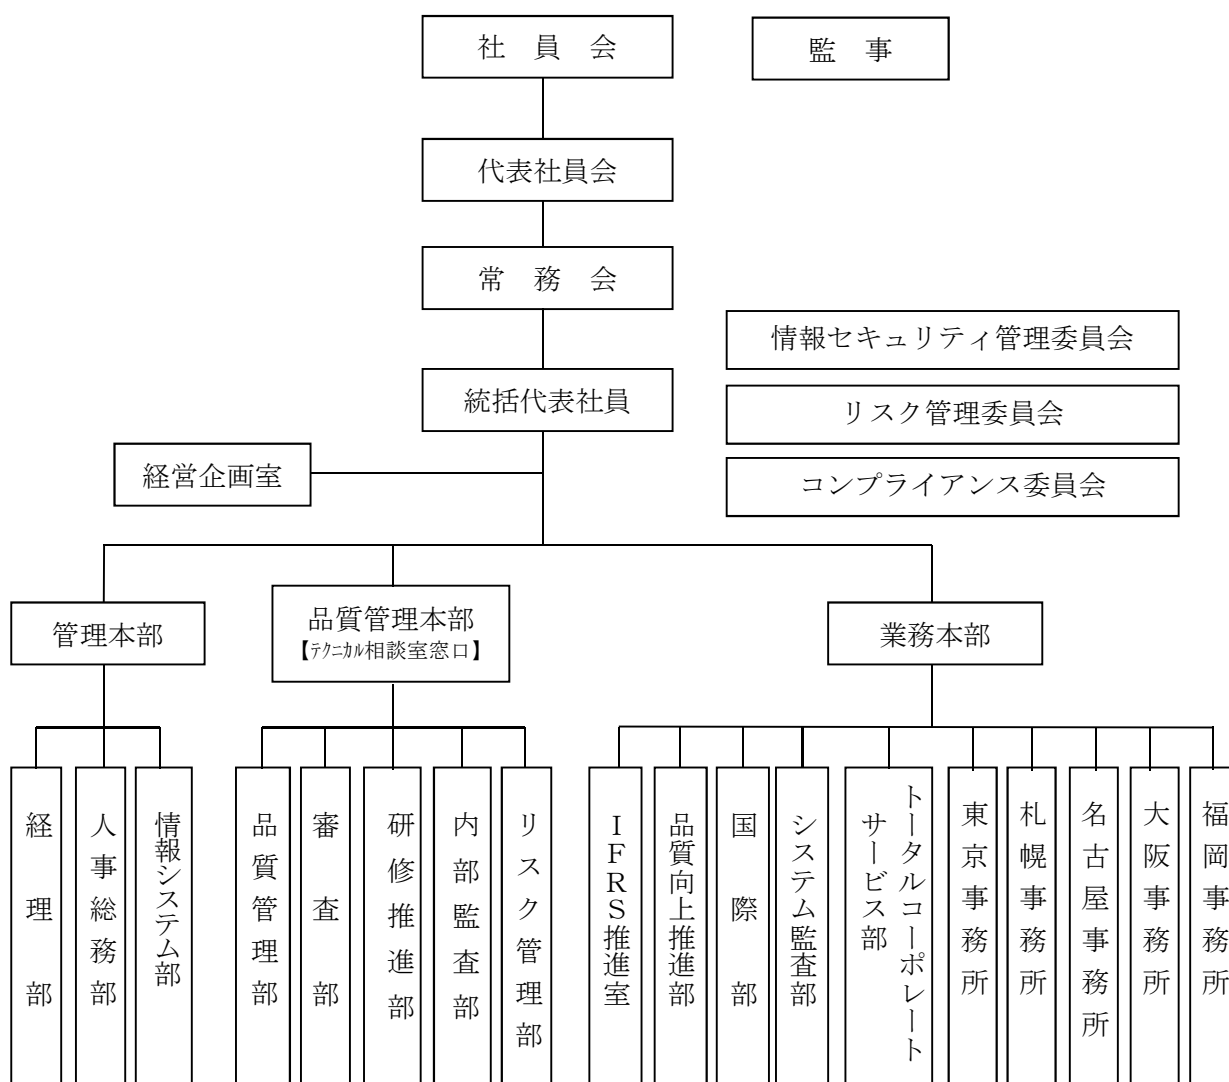 社　員　会
監　事
代表社員会
常　務　会
情報セキュリティ管理委員会
統括代表社員
リスク管理委員会
経営企画室
コンプライアンス委員会
管理本部
品質管理本部
【ﾃｸﾆｶﾙ相談室窓口】
業務本部
経理部
人事総務部
情報システム部
品質管理部
審査部
研修推進部
内部監査部
リスク管理部
ＩＦＲＳ推進室
品質向上推進部
国際部
システム監査部
トータルコーポレート
サービス部
東京事務所
札幌事務所
名古屋事務所
大阪事務所
福岡事務所